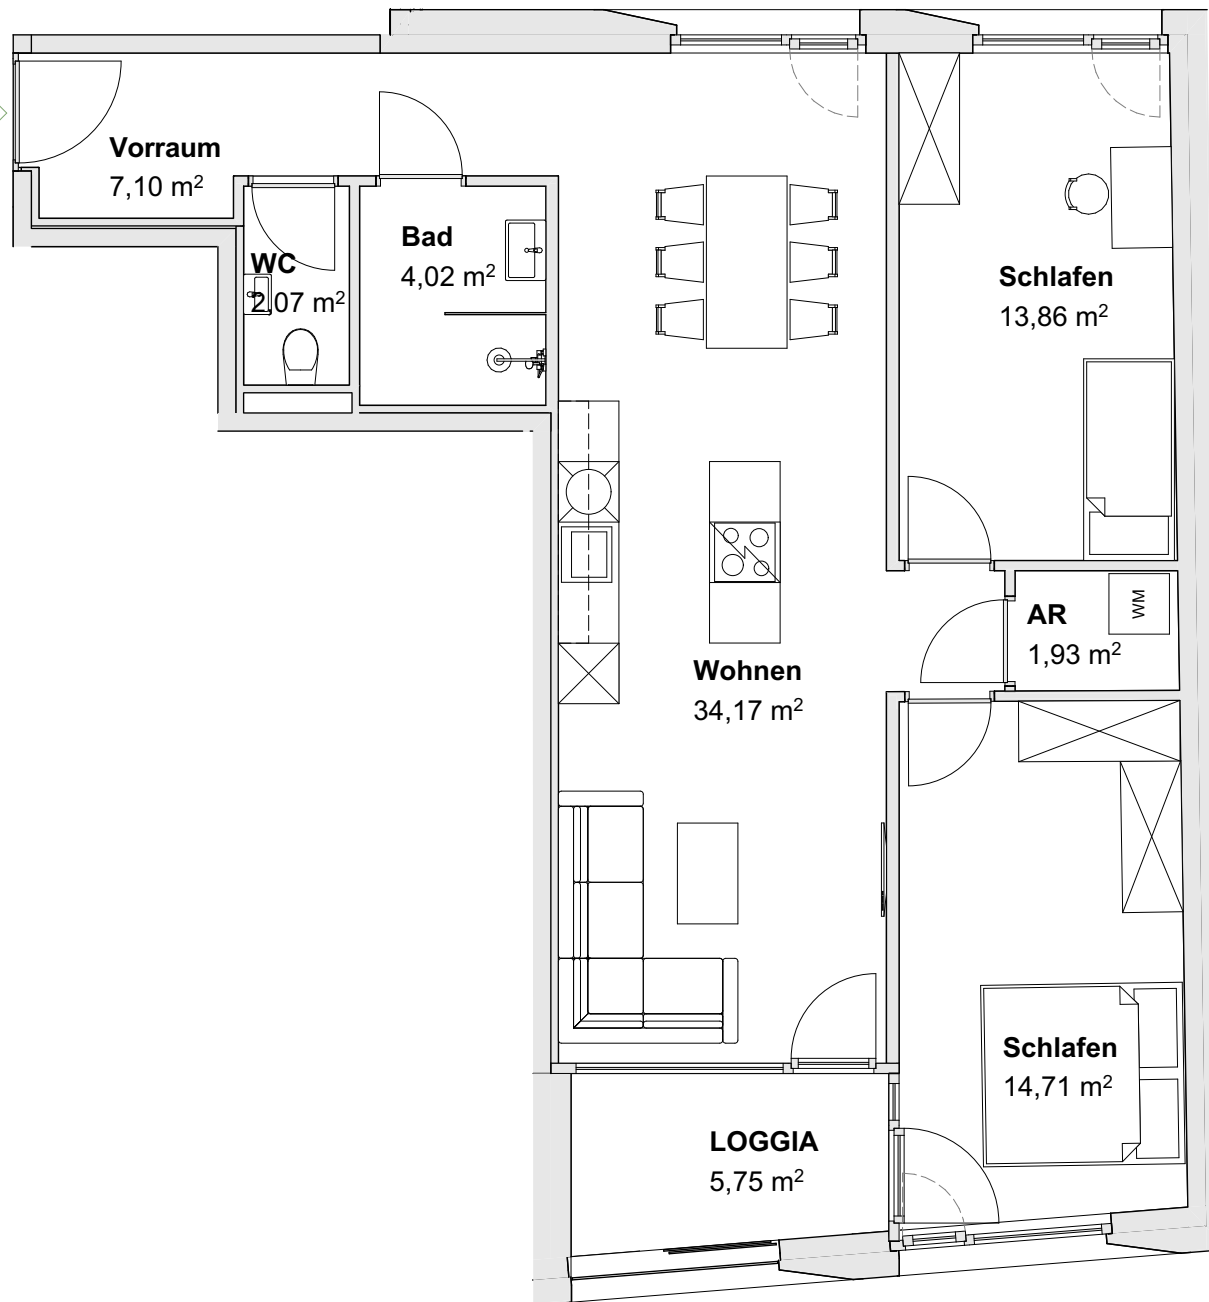 Vorraum
7,10 m²
WC
2,07 m²
Bad
4,02 m²
Schlafen
13,86 m²
AR
1,93 m²
WM
Wohnen
34,17 m²
Schlafen
14,71 m²
LOGGIA
5,75 m²